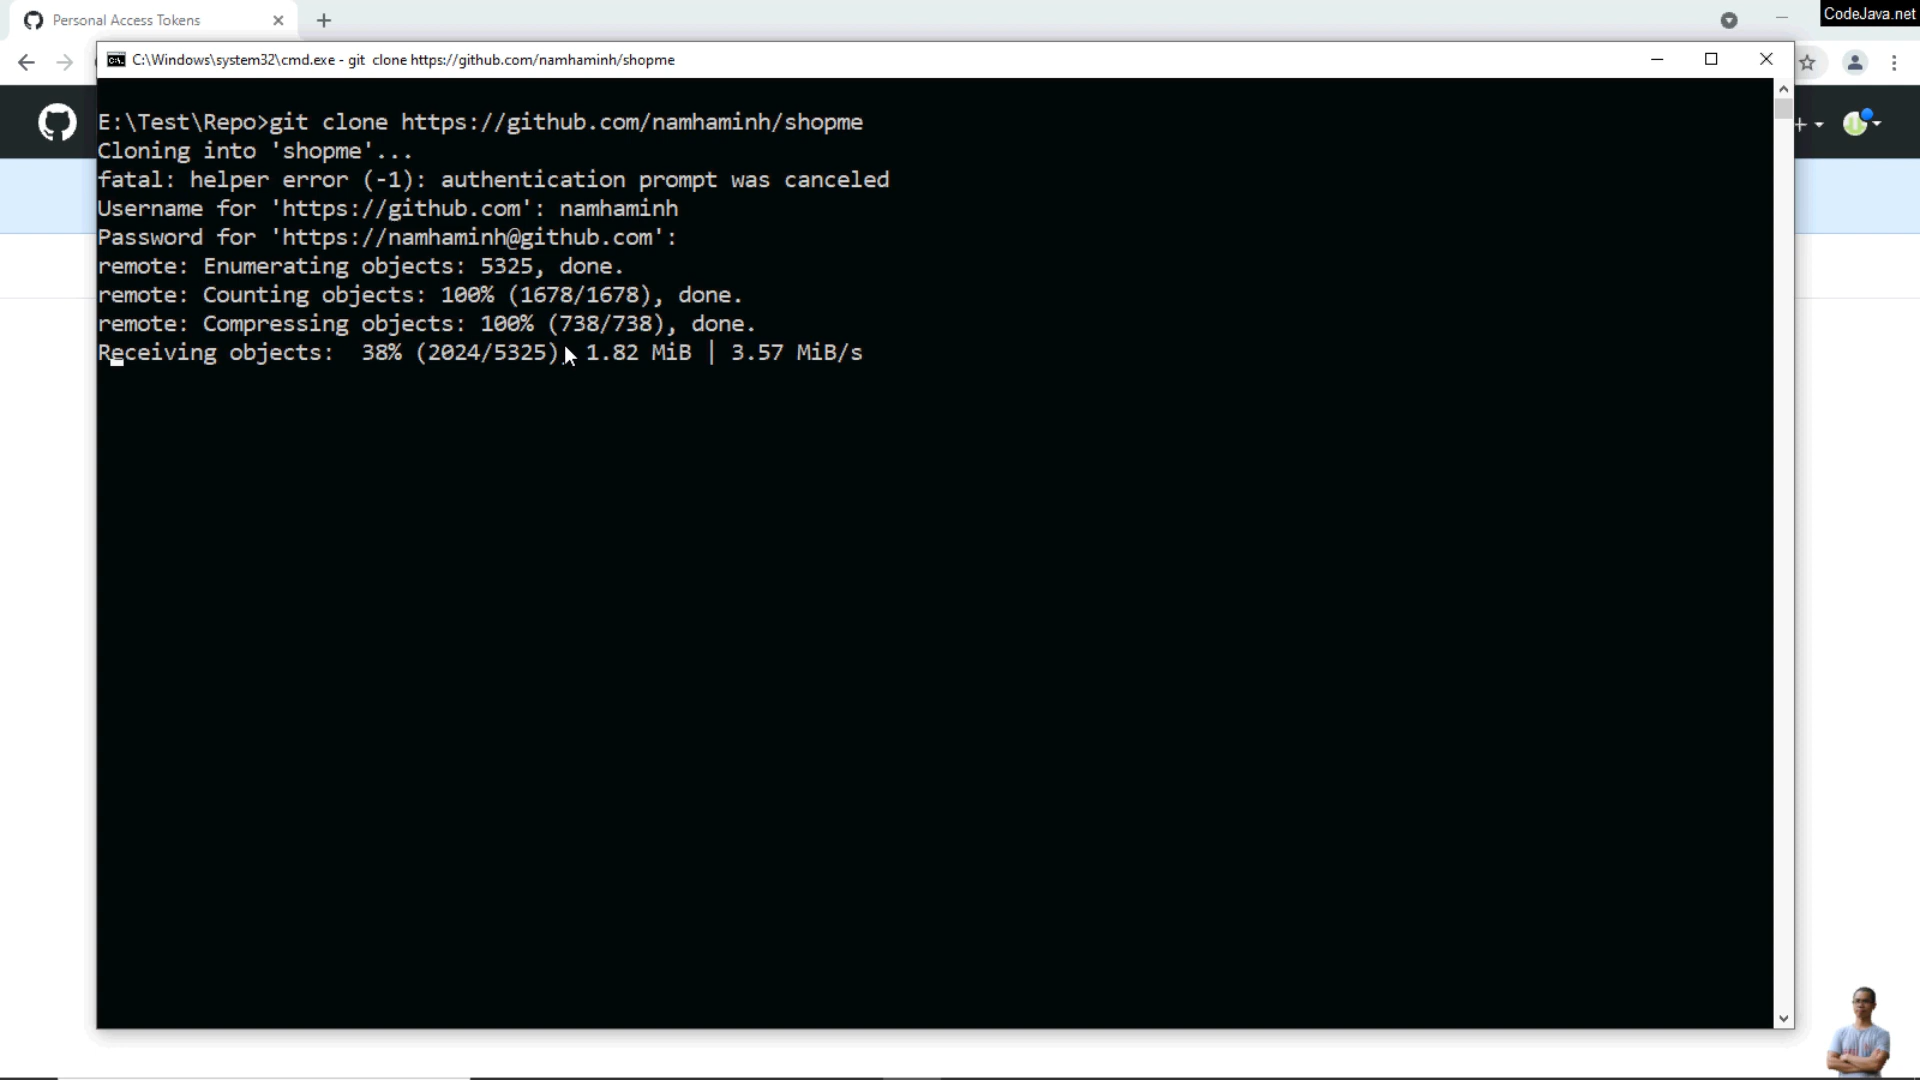 Personal Access Tokens
CodeJava.net
C:\Windows\system32\cmd.exe - git clone https://github.com/namhaminh/shopme
E:\Test\Repo>git clone https://github.com/namhaminh/shopme
Cloning into 'shopme'...
fatal: helper error (-1): authentication prompt was canceled
Username for 'https://github.com': namhaminh
Password for 'https://namhaminh@github.com':
remote: Enumerating objects: 5325, done.
remote: Counting objects: 100% (1678/1678), done.
remote: Compressing objects: 100% (738/738), done.
Receiving objects:  38% (2024/5325), 1.82 MiB | 3.57 MiB/s